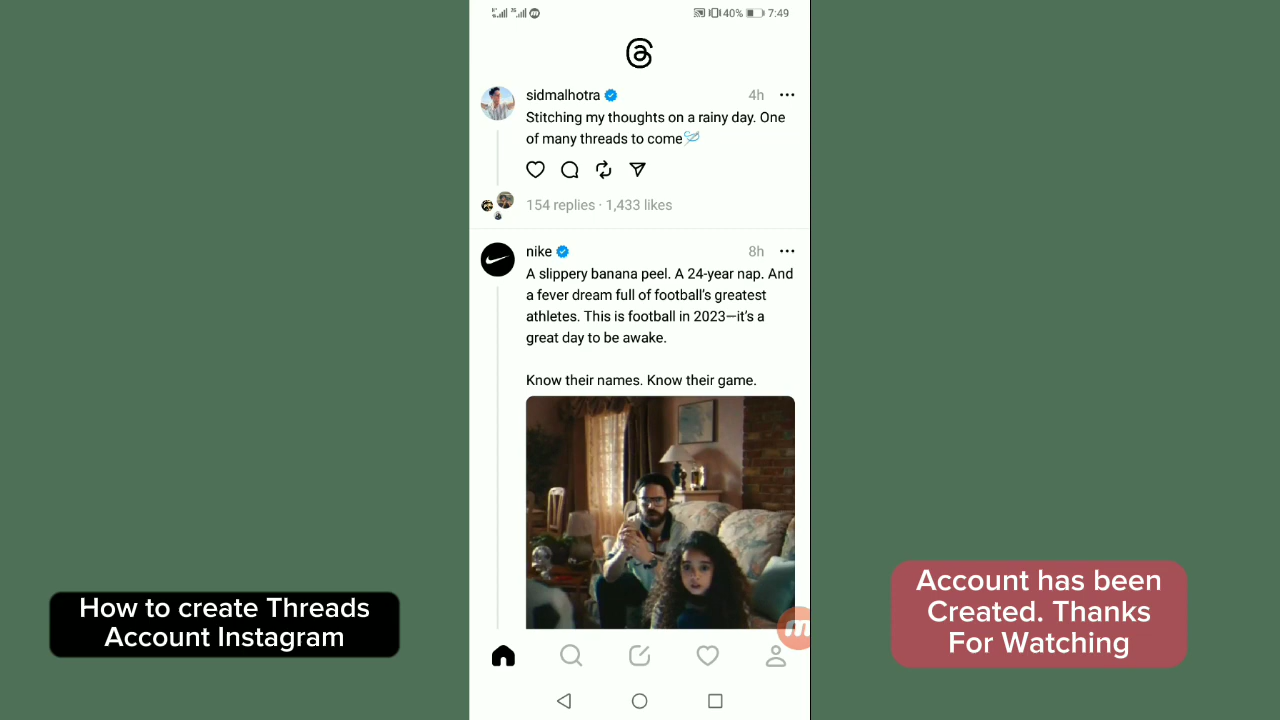 40% 7:49
sidmalhotra 4h
Stitching my thoughts on a rainy day. One
of many threads to come🪡
154 replies · 1,433 likes
nike 8h
A slippery banana peel. A 24-year nap. And
a fever dream full of football's greatest
athletes. This is football in 2023—it's a
great day to be awake.
Know their names. Know their game.
How to create Threads
Account Instagram
Account has been
Created. Thanks
For Watching